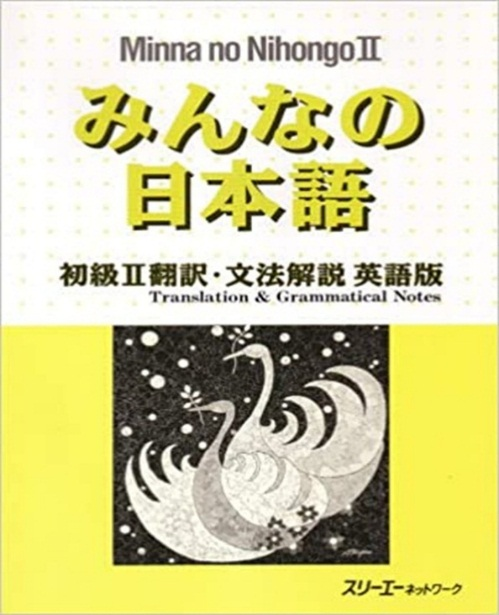 Minna no Nihongo II
みんなの
日本語
初級II翻訳・文法解説 英語版
Translation & Grammatical Notes
スリーエーネットワーク